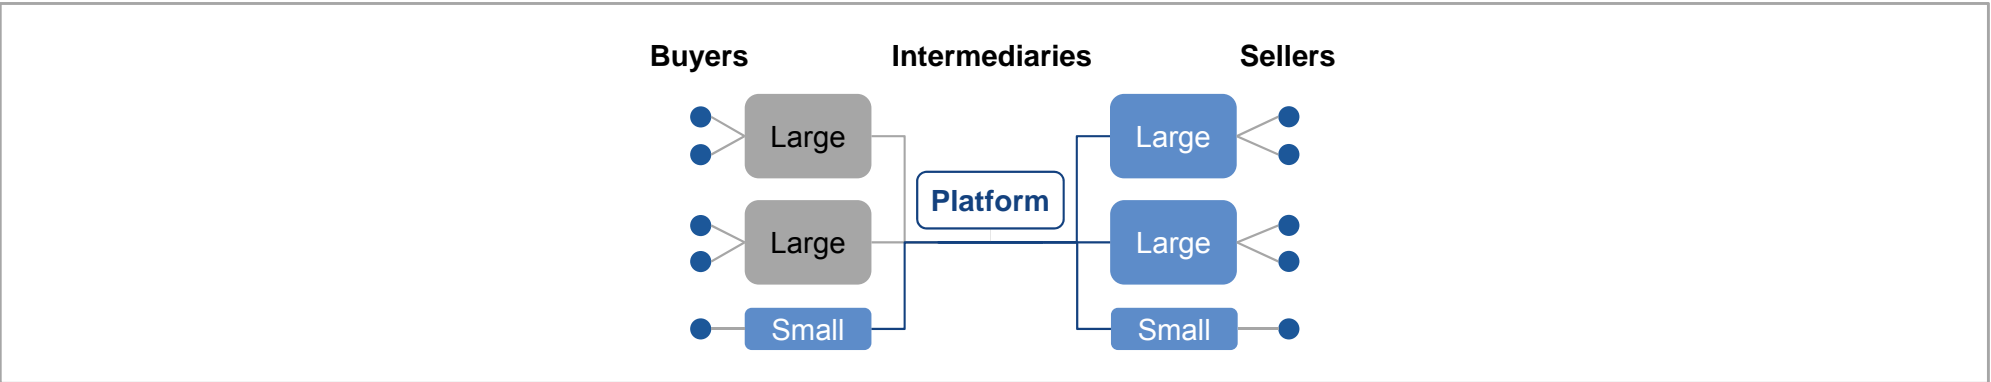 Buyers Intermediaries Sellers
Large Large
Platform
Large Large
Small Small